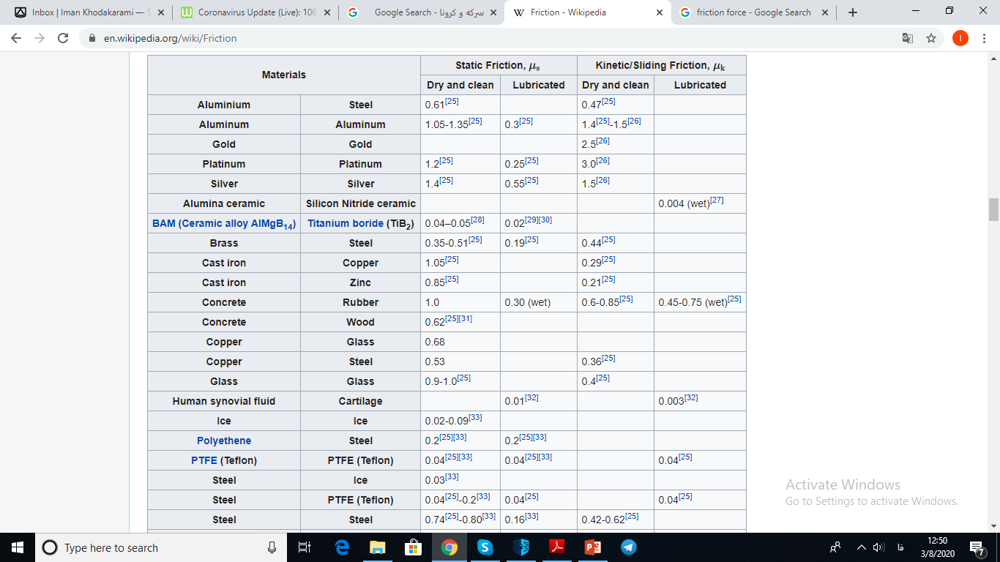 Inbox | Iman Khodakarami — S
Coronavirus Update (Live): 106
سرکه و کرونا - Google Search
Friction - Wikipedia
friction force - Google Search
en.wikipedia.org/wiki/Friction
I
Materials Static Friction, μs Kinetic/Sliding Friction, μk
Dry and clean Lubricated Dry and clean Lubricated
Aluminium Steel 0.61[25] 0.47[25]
Aluminum Aluminum 1.05-1.35[25] 0.3[25] 1.4[25]-1.5[26]
Gold Gold 2.5[26]
Platinum Platinum 1.2[25] 0.25[25] 3.0[26]
Silver Silver 1.4[25] 0.55[25] 1.5[26]
Alumina ceramic Silicon Nitride ceramic 0.004 (wet)[27]
BAM (Ceramic alloy AlMgB14) Titanium boride (TiB2) 0.04–0.05[28] 0.02[29][30]
Brass Steel 0.35-0.51[25] 0.19[25] 0.44[25]
Cast iron Copper 1.05[25] 0.29[25]
Cast iron Zinc 0.85[25] 0.21[25]
Concrete Rubber 1.0 0.30 (wet) 0.6-0.85[25] 0.45-0.75 (wet)[25]
Concrete Wood 0.62[25][31]
Copper Glass 0.68
Copper Steel 0.53 0.36[25]
Glass Glass 0.9-1.0[25] 0.4[25]
Human synovial fluid Cartilage 0.01[32] 0.003[32]
Ice Ice 0.02-0.09[33]
Polyethene Steel 0.2[25][33] 0.2[25][33]
PTFE (Teflon) PTFE (Teflon) 0.04[25][33] 0.04[25][33] 0.04[25]
Steel Ice 0.03[33]
Steel PTFE (Teflon) 0.04[25]-0.2[33] 0.04[25] 0.04[25]
Steel Steel 0.74[25]-0.80[33] 0.16[33] 0.42-0.62[25]
Activate Windows
Go to Settings to activate Windows.
Type here to search
فا
12:50
3/8/2020
7